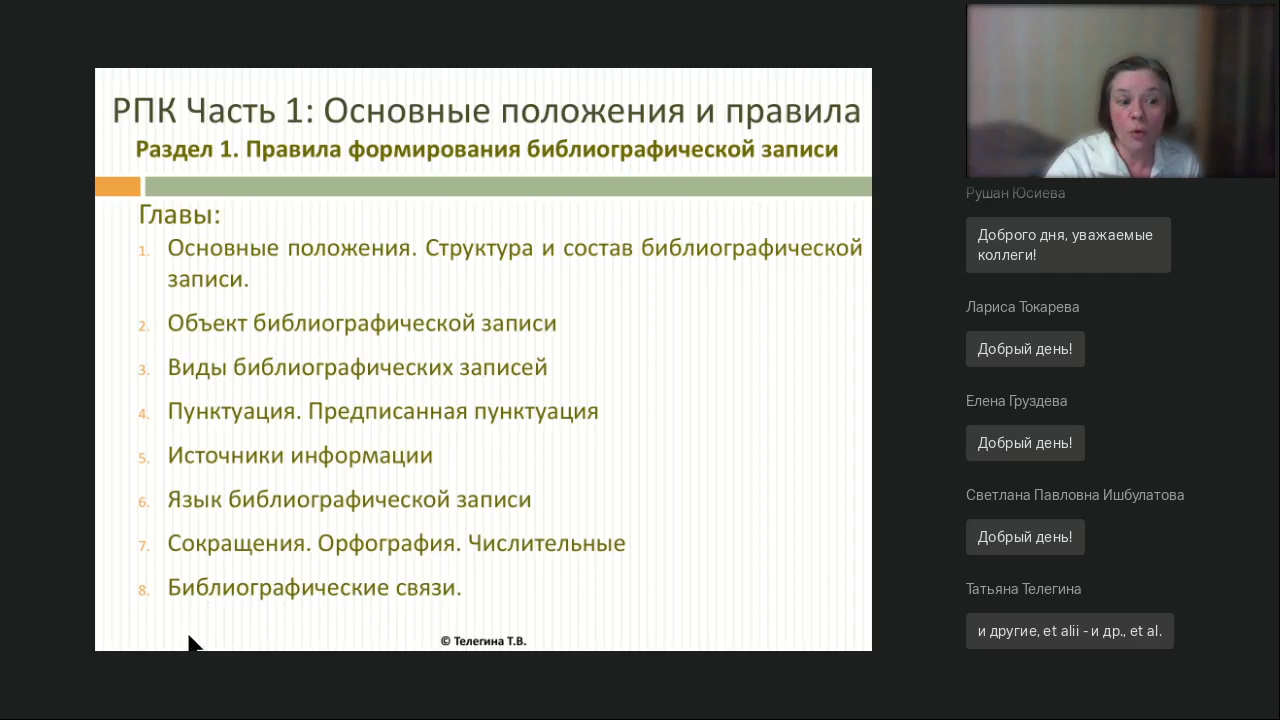 РПК Часть 1: Основные положения и правила
Раздел 1. Правила формирования библиографической записи
Главы:
1. Основные положения. Структура и состав библиографической
записи.
2. Объект библиографической записи
3. Виды библиографических записей
4. Пунктуация. Предписанная пунктуация
5. Источники информации
6. Язык библиографической записи
7. Сокращения. Орфография. Числительные
8. Библиографические связи.
© Телегина Т.В.
Рушан Юсиева
Доброго дня, уважаемые
коллеги!
Лариса Токарева
Добрый день!
Елена Груздева
Добрый день!
Светлана Павловна Ишбулатова
Добрый день!
Татьяна Телегина
и другие, et alii - и др., et al.